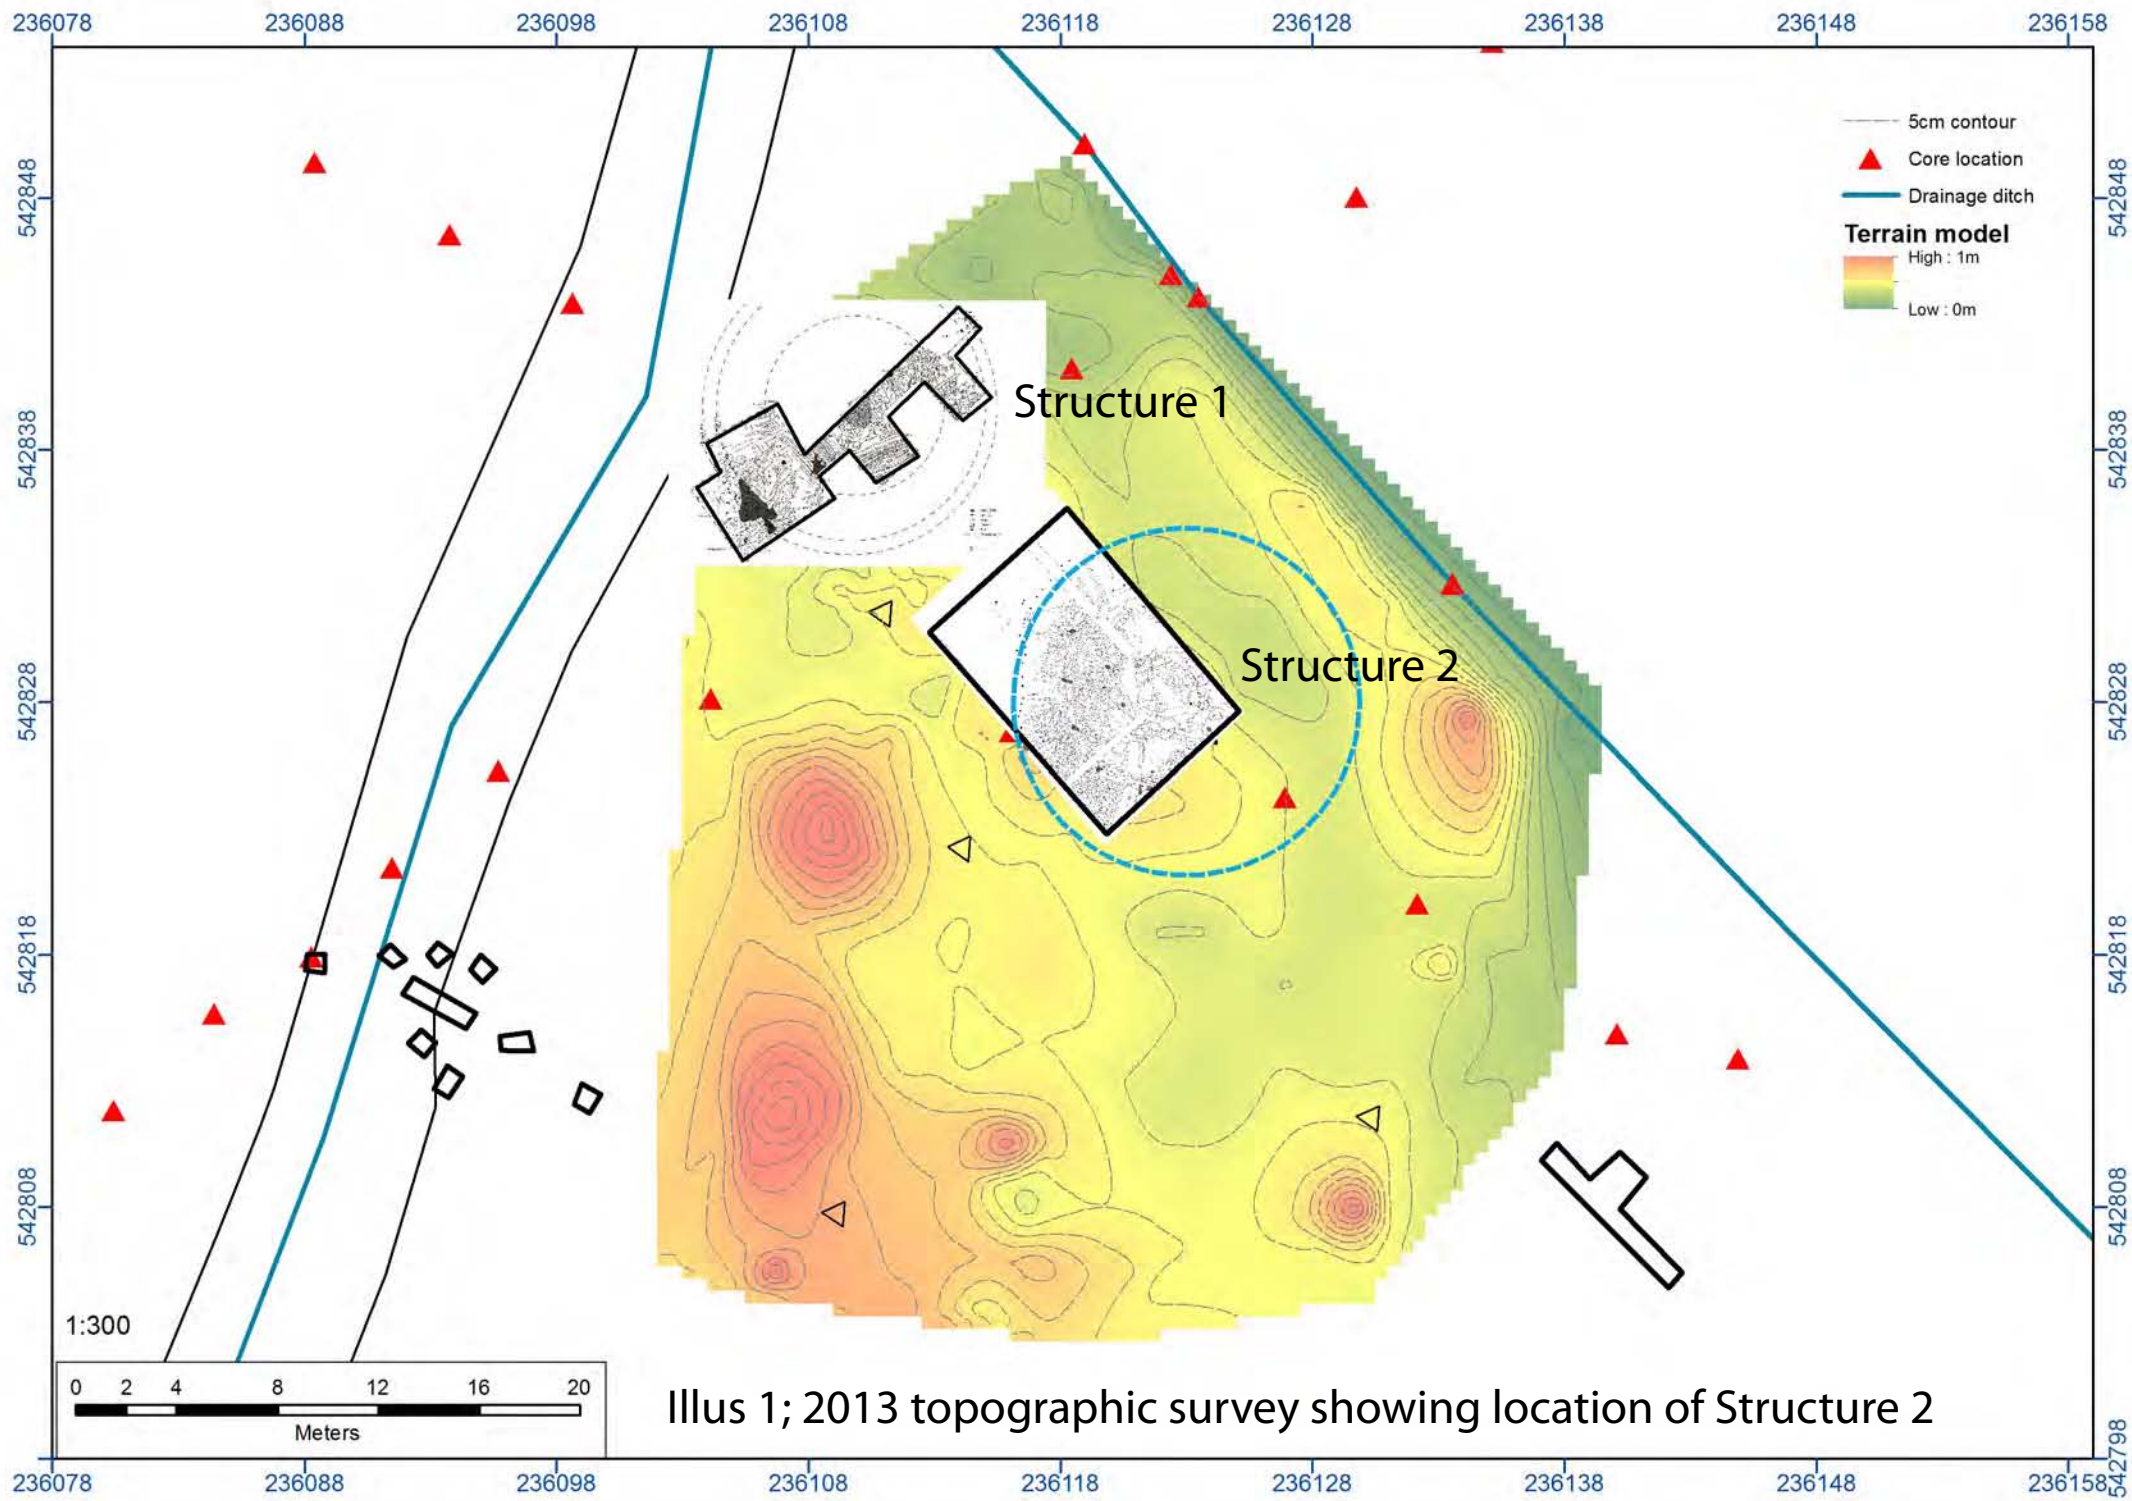 236078 236088 236098 236108 236118 236128 236138 236148 236158
5cm contour
Core location
Drainage ditch
Terrain model
High : 1m
Low : 0m
542848 542848
Structure 1
542838 542838
Structure 2
542828 542828
542818 542818
542808 542808
1:300
0 2 4 8 12 16 20
Meters
Illus 1; 2013 topographic survey showing location of Structure 2
542798
236078 236088 236098 236108 236118 236128 236138 236148 236158